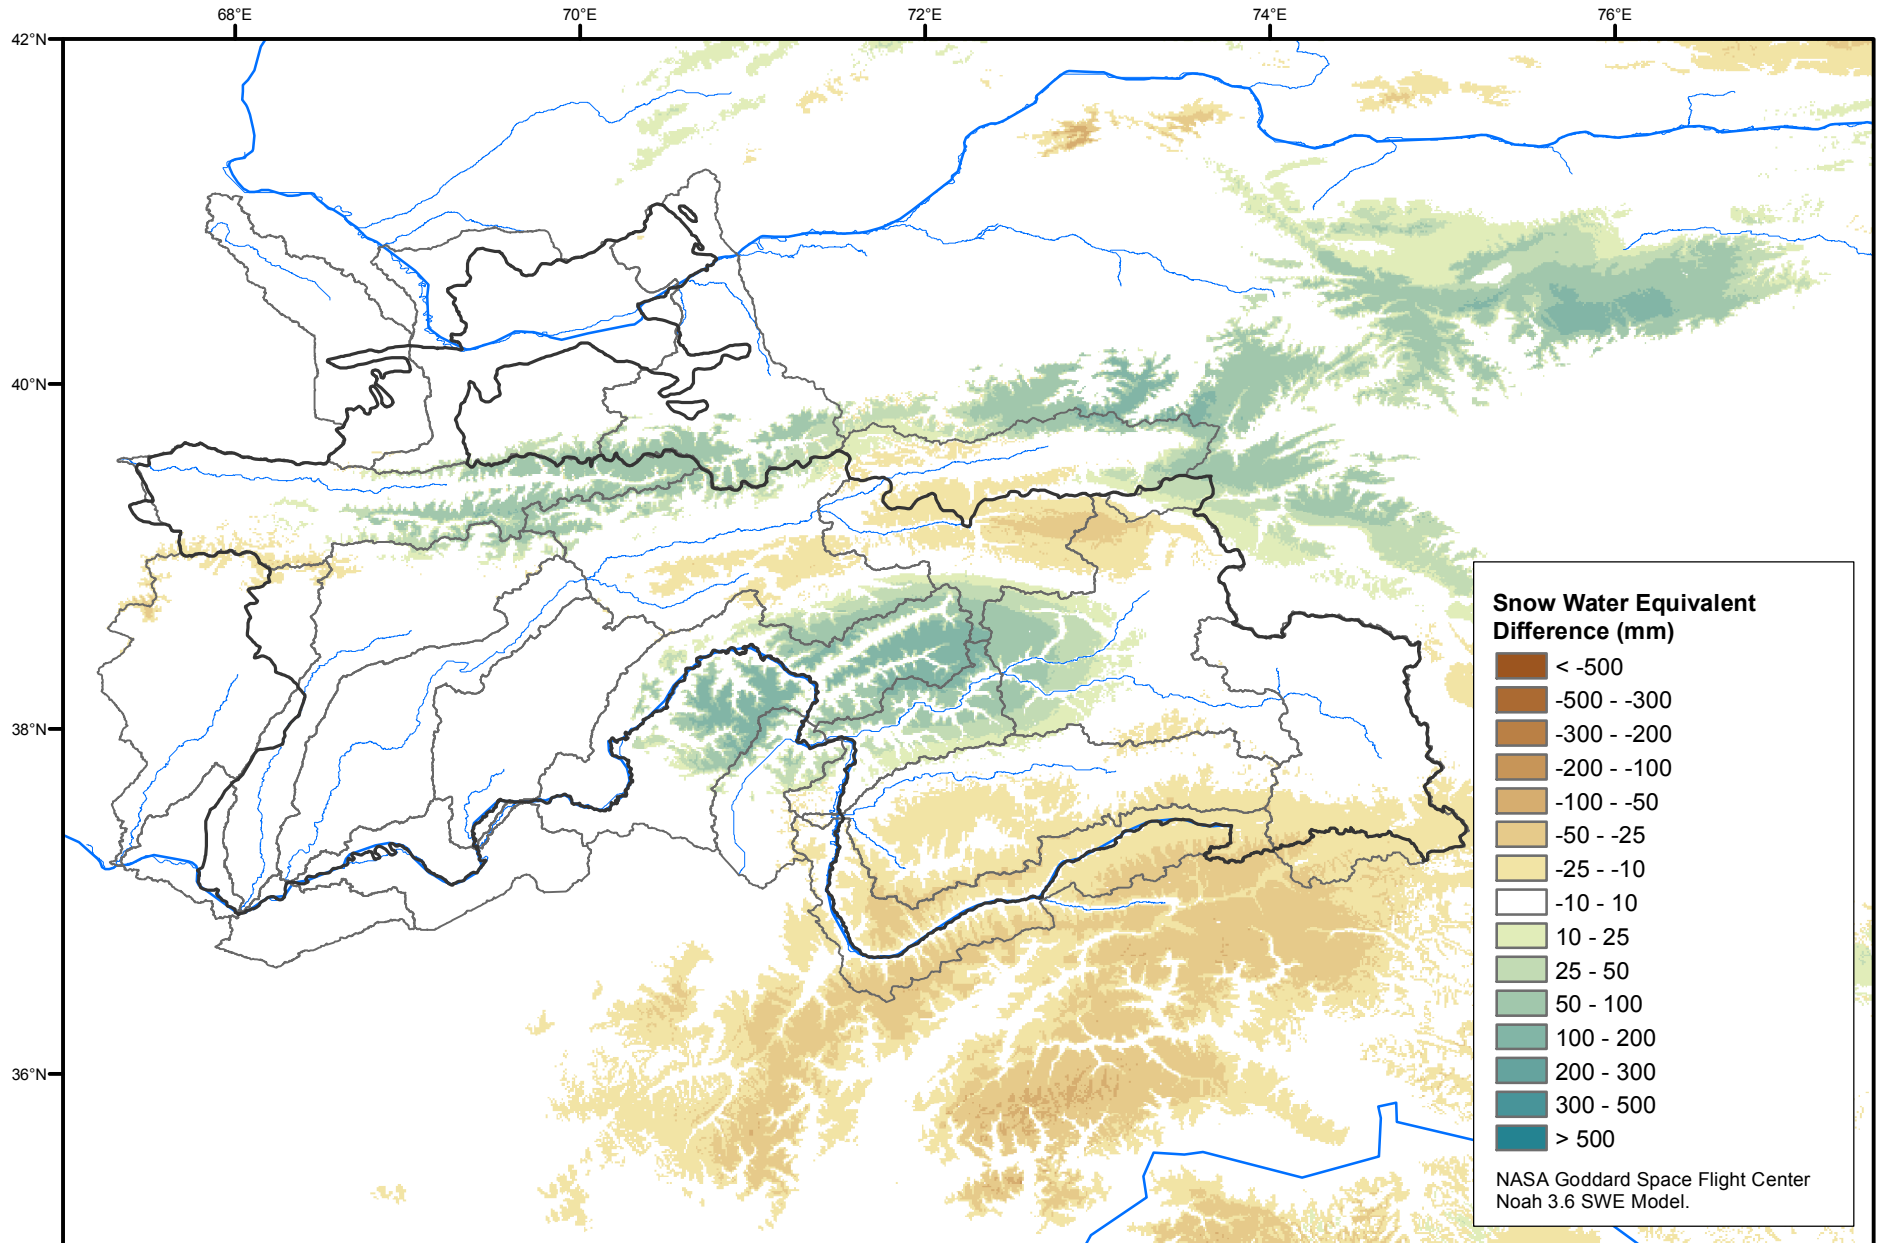 68°E
70°E
72°E
74°E
76°E
42°N
40°N
38°N
36°N
Snow Water Equivalent
Difference (mm)
< -500
-500 - -300
-300 - -200
-200 - -100
-100 - -50
-50 - -25
-25 - -10
-10 - 10
10 - 25
25 - 50
50 - 100
100 - 200
200 - 300
300 - 500
> 500
NASA Goddard Space Flight Center
Noah 3.6 SWE Model.